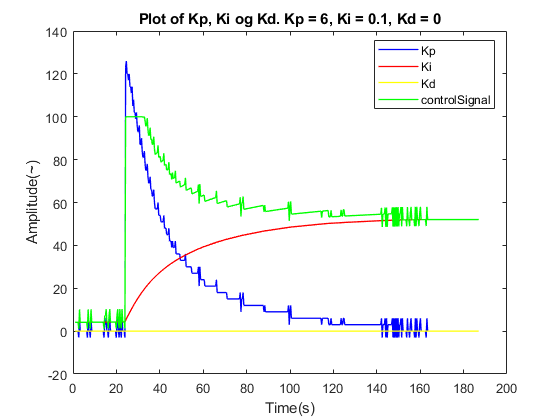 Plot of Kp, Ki og Kd. Kp = 6, Ki = 0.1, Kd = 0
140
120
100
80
60
40
20
0
-20
Amplitude(~)
Kp
Ki
Kd
controlSignal
0 20 40 60 80 100 120 140 160 180 200
Time(s)